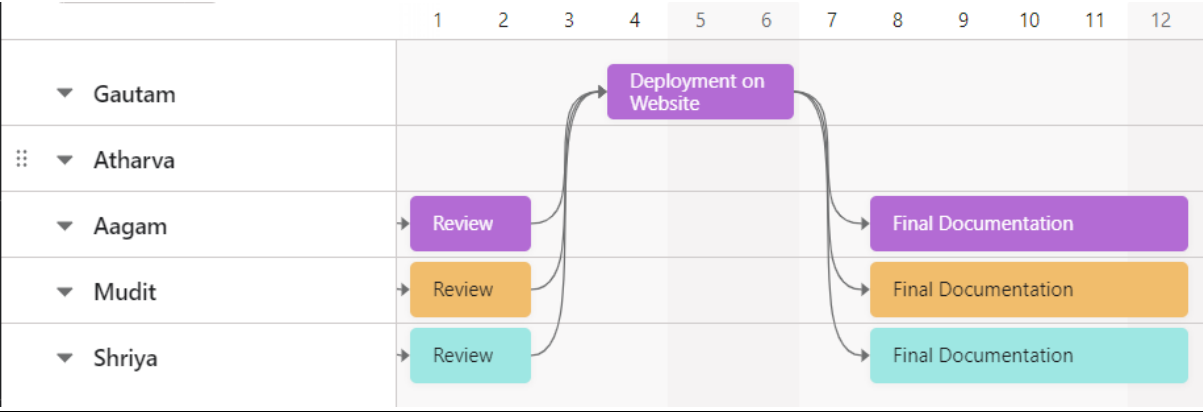 1 2 3 4 5 6 7 8 9 10 11 12
Gautam
Deployment on
Website
Atharva
Aagam Review Final Documentation
Mudit Review Final Documentation
Shriya Review Final Documentation